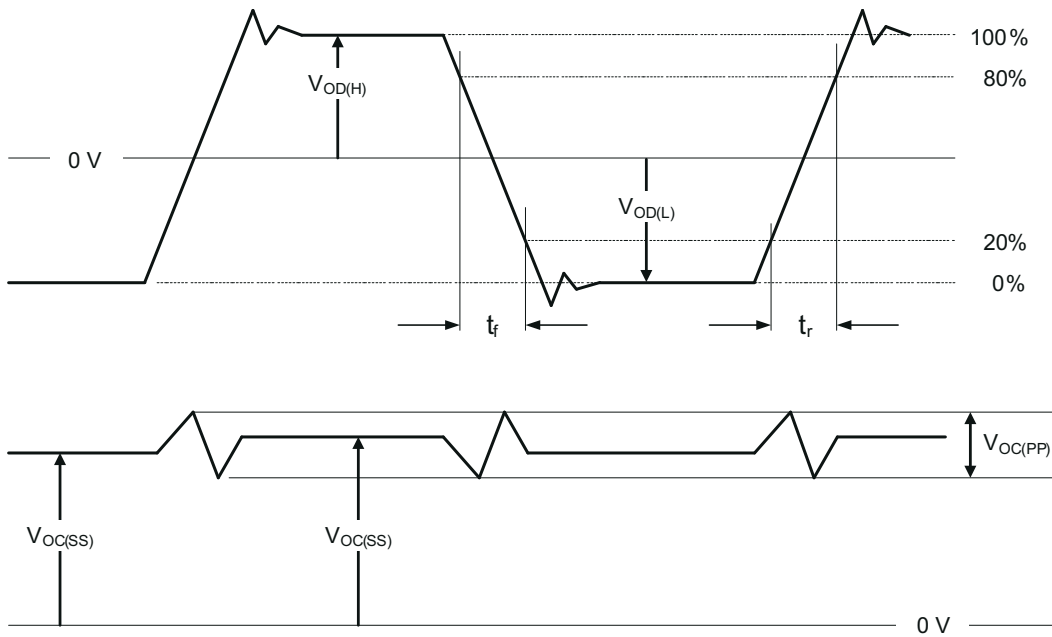 100%
80%
V_OD(H)
0 V
V_OD(L)
20%
0%
t_f
t_r
V_OC(PP)
V_OC(SS)
V_OC(SS)
0 V